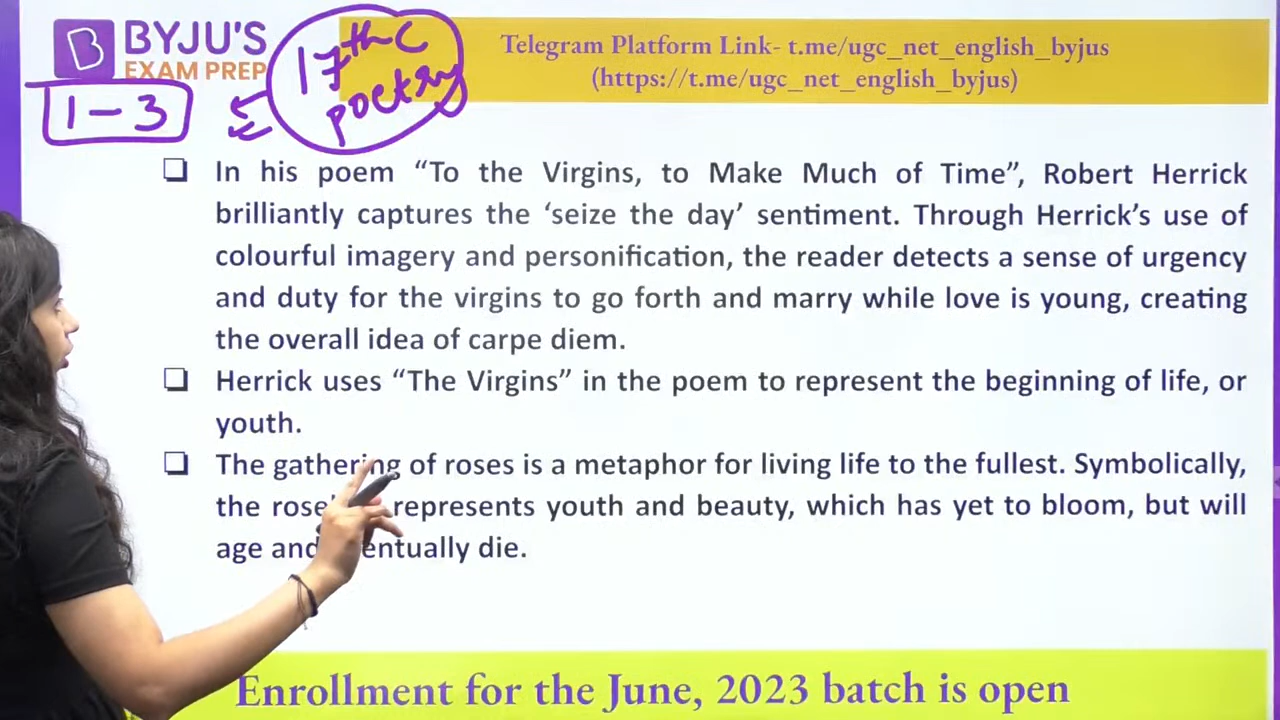 BYJU'S
EXAM PREP
17th C
poetry
1-3
Telegram Platform Link- t.me/ugc_net_english_byjus
(https://t.me/ugc_net_english_byjus)
In his poem “To the Virgins, to Make Much of Time”, Robert Herrick
brilliantly captures the ‘seize the day’ sentiment. Through Herrick’s use of
colourful imagery and personification, the reader detects a sense of urgency
and duty for the virgins to go forth and marry while love is young, creating
the overall idea of carpe diem.
Herrick uses “The Virgins” in the poem to represent the beginning of life, or
youth.
The gathering of roses is a metaphor for living life to the fullest. Symbolically,
the represents youth and beauty, which has yet to bloom, but will
age and eventually die.
Enrollment for the June, 2023 batch is open